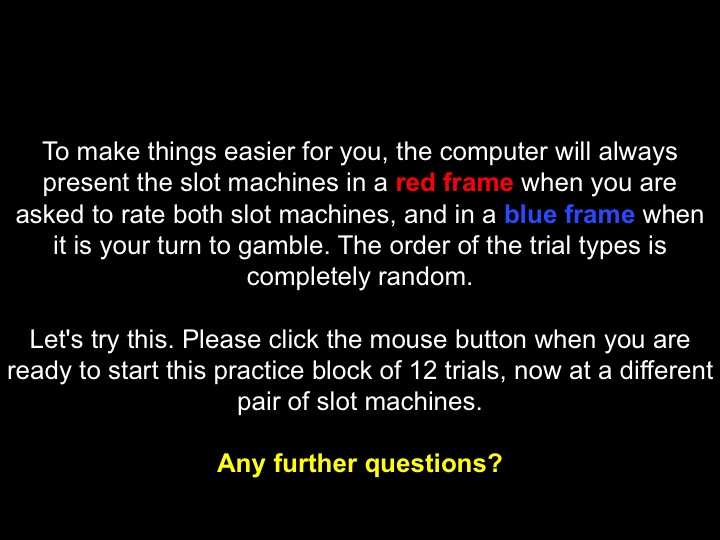 To make things easier for you, the computer will always
present the slot machines in a red frame when you are
asked to rate both slot machines, and in a blue frame when
it is your turn to gamble. The order of the trial types is
completely random.
Let's try this. Please click the mouse button when you are
ready to start this practice block of 12 trials, now at a different
pair of slot machines.
Any further questions?